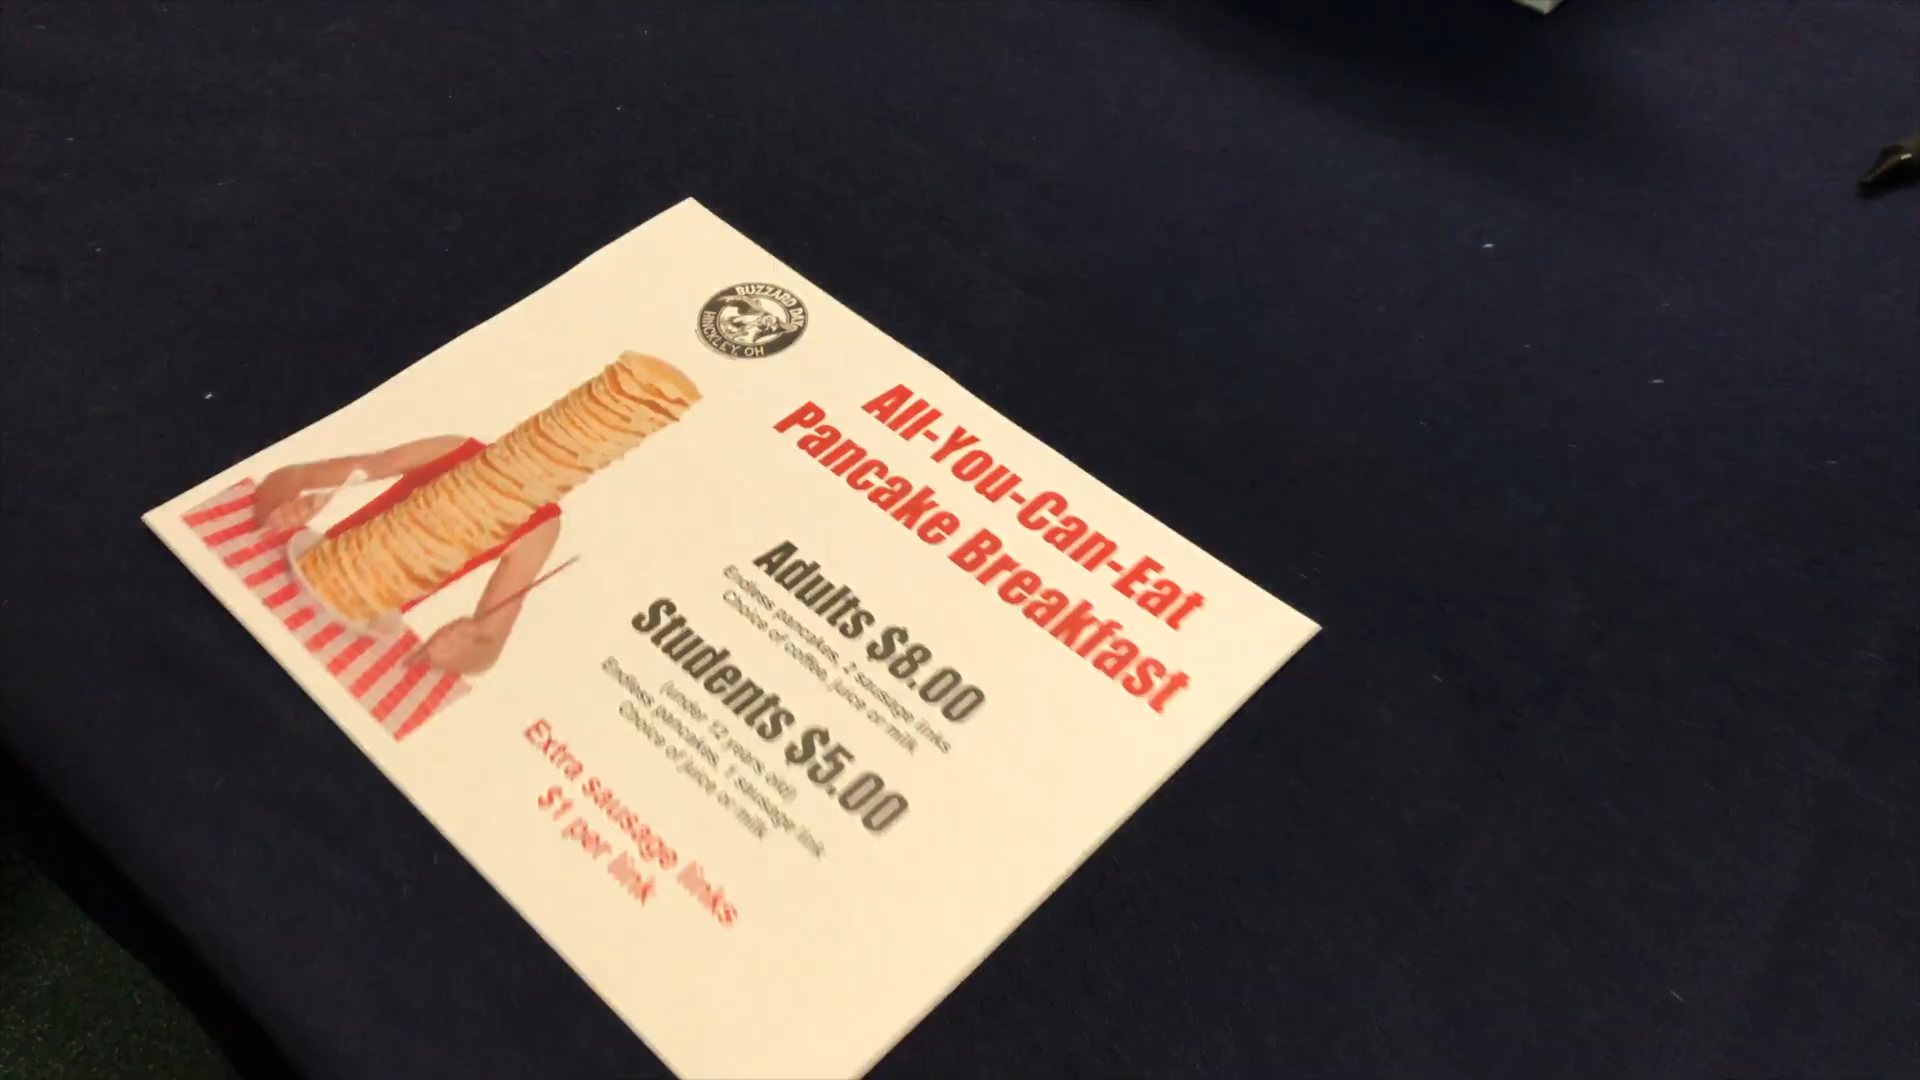 BUZZARD DAY
HINCKLEY, OH
All-You-Can-Eat
Pancake Breakfast
Adults $8.00
Endless pancakes, 2 sausage links
Choice of coffee, juice or milk
Students $5.00
(under 12 years old)
Endless pancakes, 1 sausage link
Choice of juice or milk
Extra sausage links
$1 per link